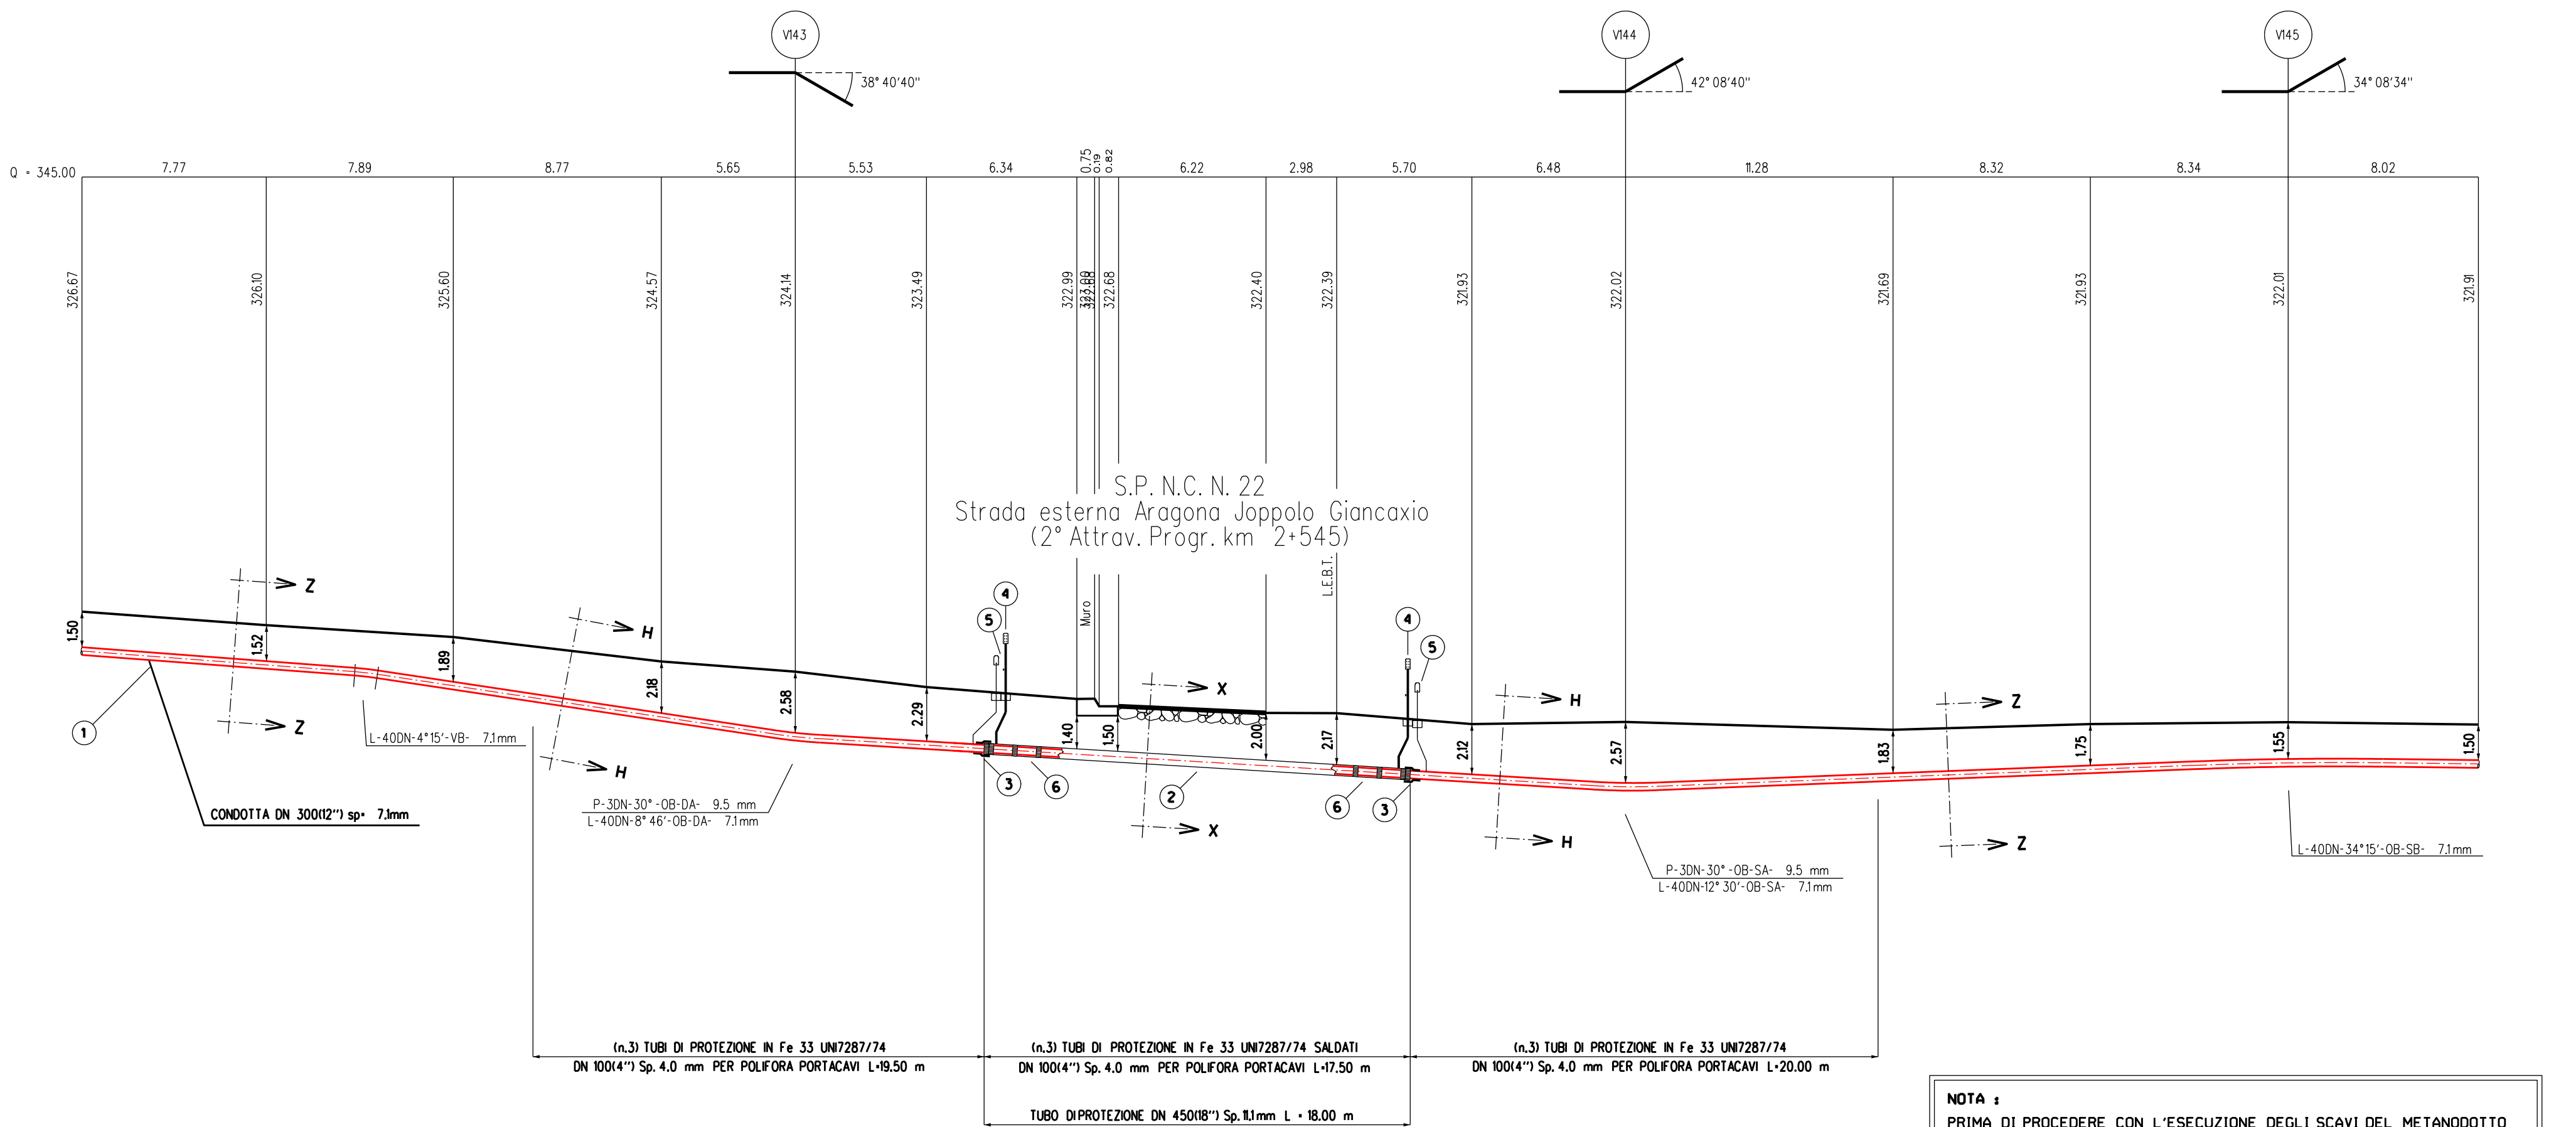 V143
V144
V145
38° 40'40"
42° 08'40"
34° 08'34"
Q = 345.00
7.77
7.89
8.77
5.65
5.53
6.34
0.75
0.19
0.82
6.22
2.98
5.70
6.48
11.28
8.32
8.34
8.02
326.67
326.10
325.60
324.57
324.14
323.49
322.99
323.00
322.68
322.68
322.40
322.39
321.93
322.02
321.69
321.93
322.01
321.91
S.P. N.C. N. 22
Strada esterna Aragona Joppolo Giancaxio
(2° Attrav. Progr. km 2+545)
L.E.B.T.
Muro
Z
H
4
5
X
4
5
H
Z
1.50
1.52
1.89
2.18
2.58
2.29
1.40
1.50
2.00
2.17
2.12
2.57
1.83
1.75
1.55
1.50
1
Z
H
3
6
2
X
6
3
H
Z
L-40DN-4°15'-VB- 7.1mm
CONDOTTA DN 300(12") sp= 7.1mm
P-3DN-30°-OB-DA- 9.5 mm
L-40DN-8° 46'-OB-DA- 7.1mm
P-3DN-30°-OB-SA- 9.5 mm
L-40DN-12° 30'-OB-SA- 7.1mm
L-40DN-34°15'-OB-SB- 7.1mm
(n.3) TUBI DI PROTEZIONE IN Fe 33 UNI7287/74
DN 100(4") Sp. 4.0 mm PER POLIFORA PORTACAVI L=19.50 m
(n.3) TUBI DI PROTEZIONE IN Fe 33 UNI7287/74 SALDATI
DN 100(4") Sp. 4.0 mm PER POLIFORA PORTACAVI L=17.50 m
(n.3) TUBI DI PROTEZIONE IN Fe 33 UNI7287/74
DN 100(4") Sp. 4.0 mm PER POLIFORA PORTACAVI L=20.00 m
TUBO DI PROTEZIONE DN 450(18") Sp.11,1mm L = 18.00 m
NOTA :
PRIMA DI PROCEDERE CON L'ESECUZIONE DEGLI SCAVI DEL METANODOTTO